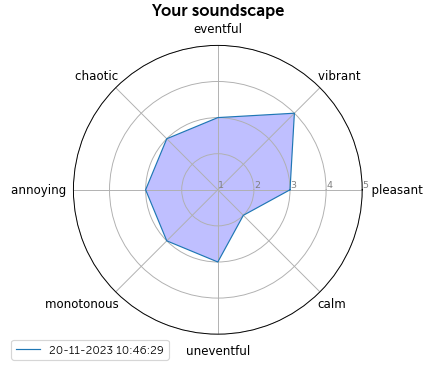 Your soundscape
eventful
chaotic
vibrant
annoying
1 2 3 4 5
pleasant
monotonous
calm
uneventful
20-11-2023 10:46:29